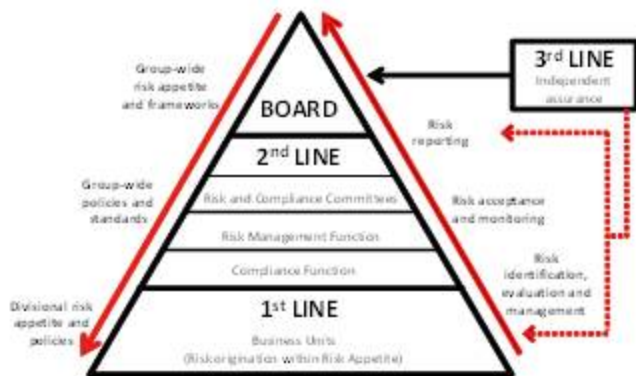 Group-wide
risk appetite
and frameworks
Group-wide
policies and
standards
Divisional risk
appetite and
policies
BOARD
2nd LINE
Risk and Compliance Committees
Risk Management Function
Compliance Function
1st LINE
Business Units
(Risk origination within Risk Appetite)
3rd LINE
Independent
assurance
Risk
reporting
Risk acceptance
and monitoring
Risk
identification,
evaluation and
management